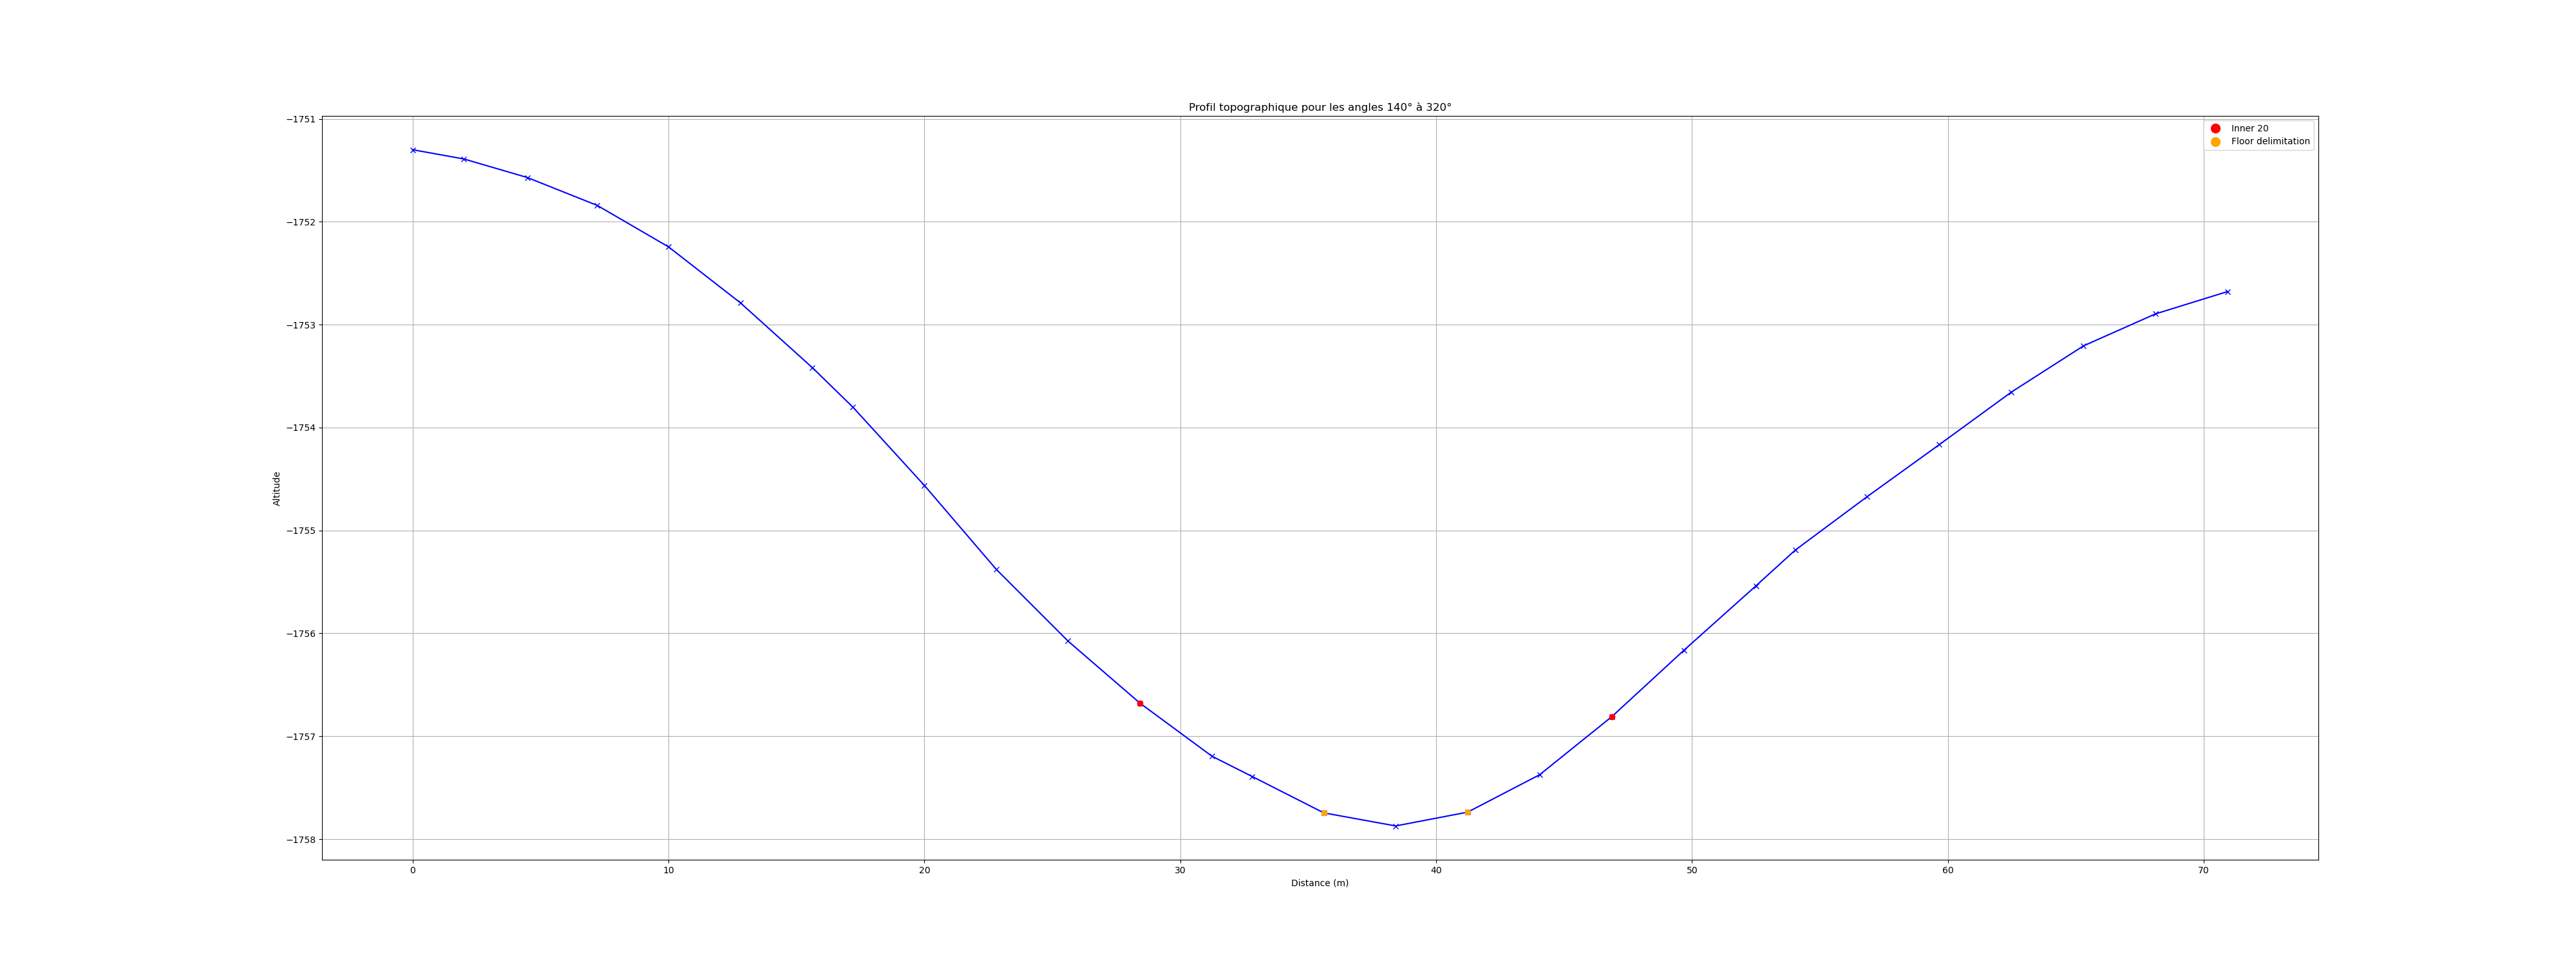 Profil topographique pour les angles 140° à 320°
−1751
−1752
−1753
−1754
−1755
−1756
−1757
−1758
Altitude
Inner 20
Floor delimitation
0 10 20 30 40 50 60 70
Distance (m)